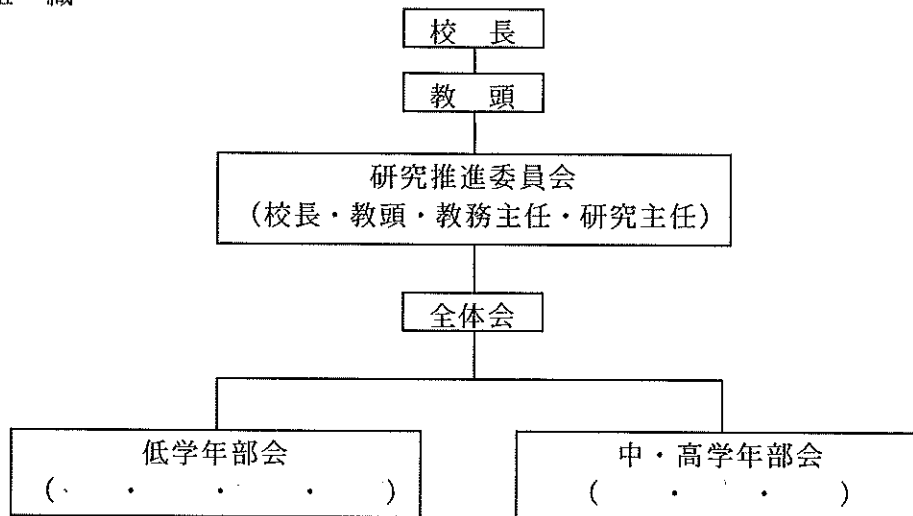 校長
教頭
研究推進委員会
(校長・教頭・教務主任・研究主任)
全体会
低学年部会
( ・ ・ ・ )
中・高学年部会
( ・ ・ )